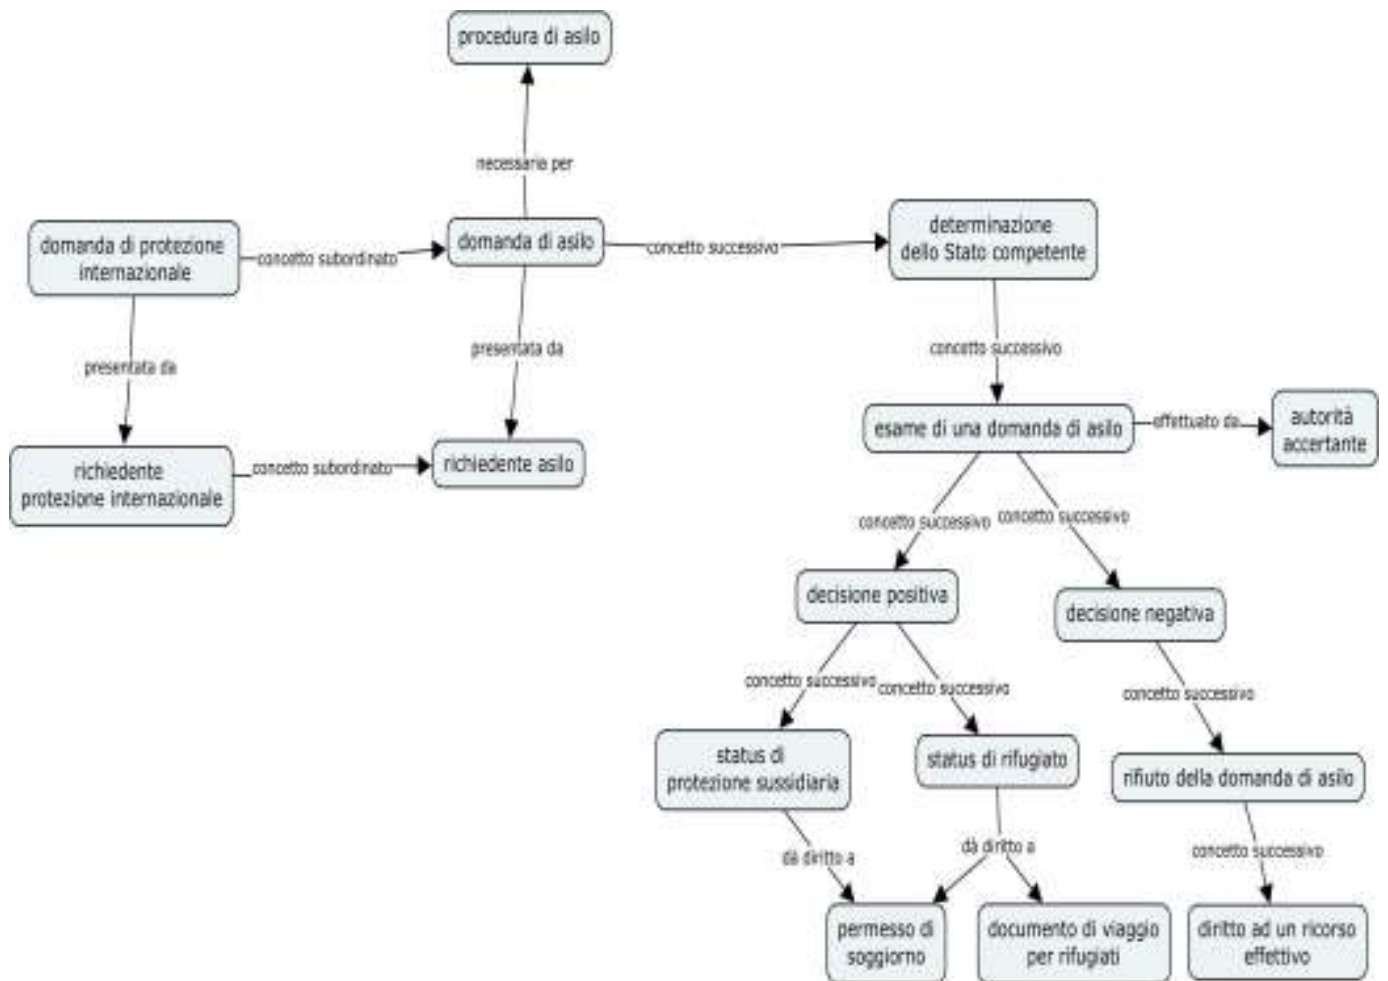 procedura di asilo
necessaria per
domanda di protezione
internazionale
concetto subordinato
domanda di asilo
concetto successivo
determinazione
dello Stato competente
presentata da
presentata da
concetto successivo
richiedente
protezione internazionale
concetto subordinato
richiedente asilo
esame di una domanda di asilo
effettuato da
autorità
accertante
concetto successivo
concetto successivo
decisione positiva
decisione negativa
concetto successivo
concetto successivo
concetto successivo
status di
protezione sussidiaria
status di rifugiato
rifiuto della domanda di asilo
dà diritto a
dà diritto a
concetto successivo
permesso di
soggiorno
documento di viaggio
per rifugiati
diritto ad un ricorso
effettivo